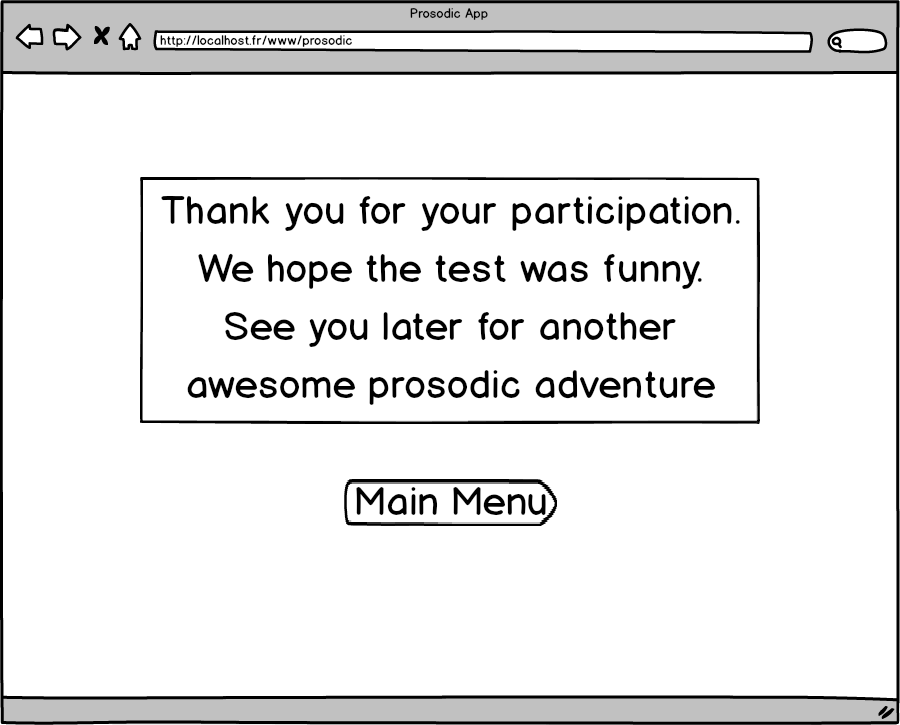 Prosodic App
http://localhost.fr/www/prosodic
Thank you for your participation.
We hope the test was funny.
See you later for another
awesome prosodic adventure
Main Menu